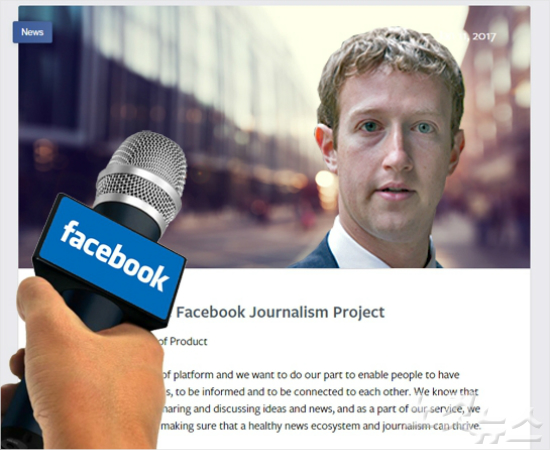 News
2017
facebook
Facebook Journalism Project
of Product
of platform and we want to do our part to enable people to have
s, to be informed and to be connected to each other. We know that
haring and discussing ideas and news, and as a part of our service, we
making sure that a healthy news ecosystem and journalism can thrive.
뉴스